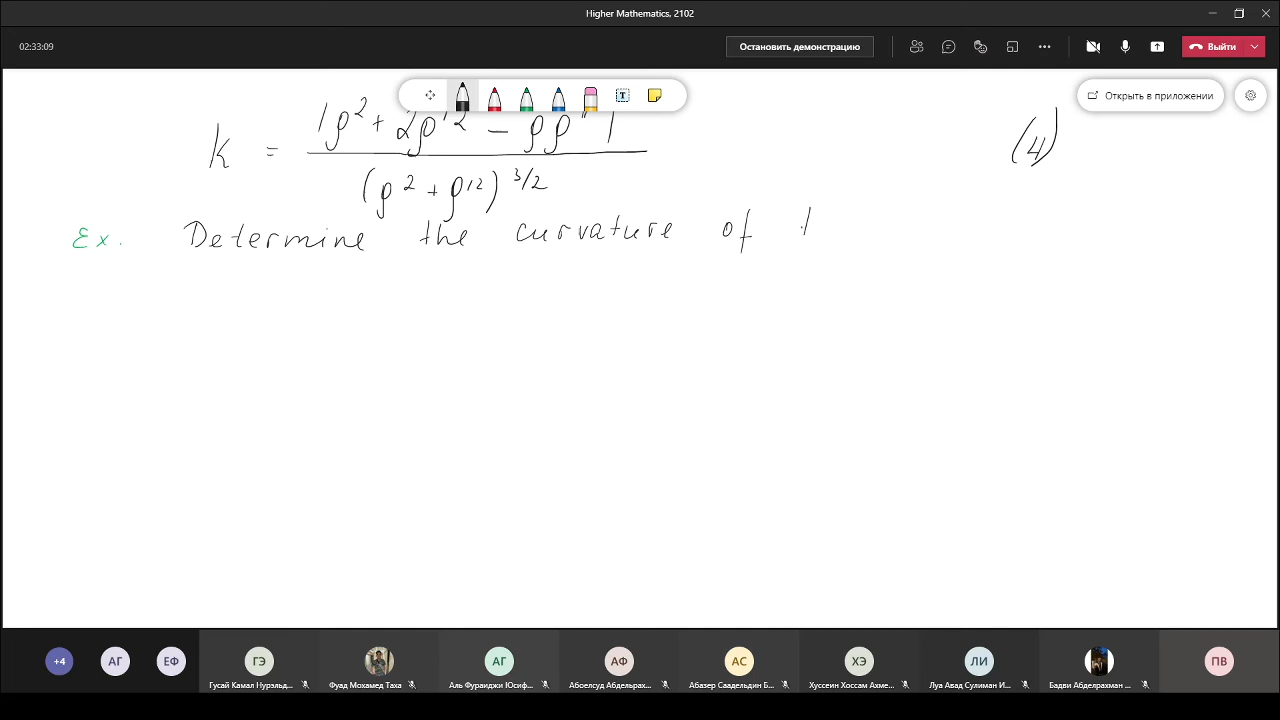 Higher Mathematics, 2102
02:33:09
Остановить демонстрацию
Выйти
Открыть в приложении
k = |ρ² + 2ρ'² − ρρ''| / (ρ² + ρ'²)^3/2 (4)
Ex. Determine the curvature of
+4
АГ
ЕФ
ГЭ
АГ
АФ
АС
ХЭ
ЛИ
ПВ
Гусай Камал Нурэльд...
Фуад Мохамед Таха
Аль Фураиджи Юсиф...
Абоелсуд Абдельрах...
Абазер Саадельдин Б...
Хуссеин Хоссам Ахме...
Луа Авад Сулиман И...
Бадви Абделрахман ...